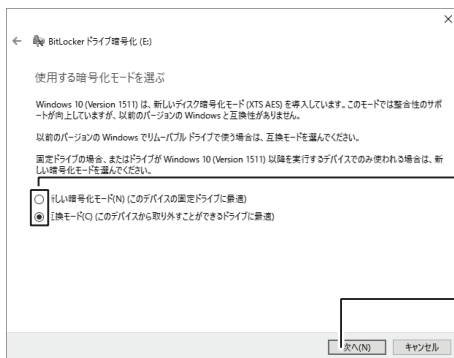 BitLocker ドライブ暗号化 (E:)
使用する暗号化モードを選ぶ
Windows 10 (Version 1511) は、新しいディスク暗号化モード (XTS AES) を導入しています。このモードでは整合性のサポ
ートが向上していますが、以前のバージョンの Windows と互換性がありません。
以前のバージョンの Windows でリムーバブル ドライブで使う場合は、互換モードを選んでください。
固定ドライブの場合、またはドライブが Windows 10 (Version 1511) 以降を実行するデバイスでのみ使われる場合は、新
しい暗号化モードを選んでください。
しい暗号化モード(N) (このデバイスの固定ドライブに最適)
換モード(C) (このデバイスから取り外すことができるドライブに最適)
次へ(N)
キャンセル